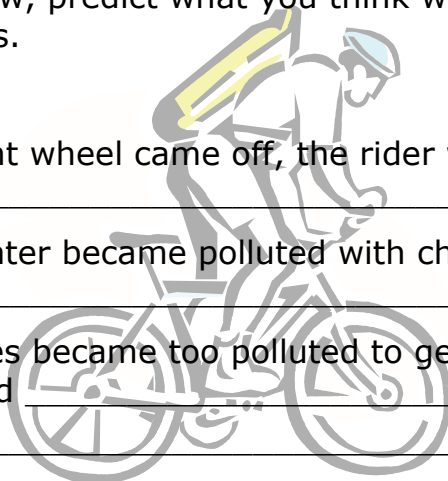 w, predict what you think w
s.
nt wheel came off, the rider
ter became polluted with ch
es became too polluted to ge
d